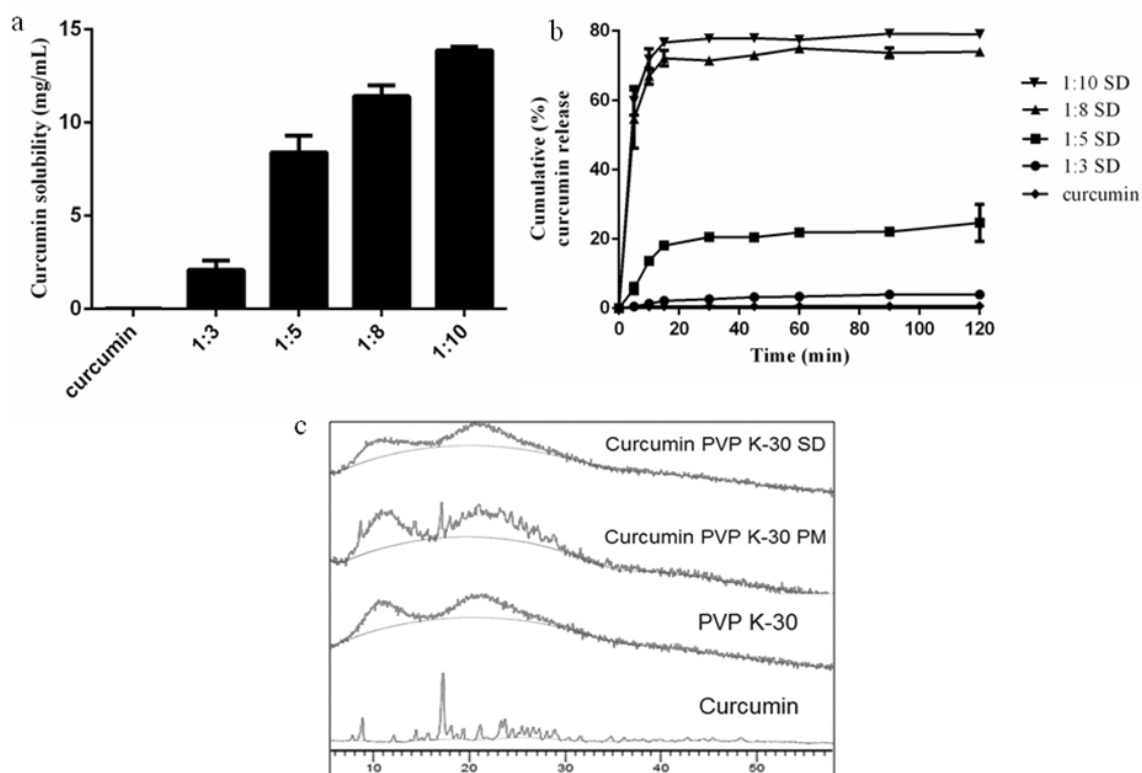 a
Curcumin solubility (mg/mL)
15
10
5
0
curcumin
1:3
1:5
1:8
1:10
b
Cumulative (%)
curcumin release
80
60
40
20
0
0 20 40 60 80 100 120
Time (min)
1:10 SD
1:8 SD
1:5 SD
1:3 SD
curcumin
c
Curcumin PVP K-30 SD
Curcumin PVP K-30 PM
PVP K-30
Curcumin
10 20 30 40 50